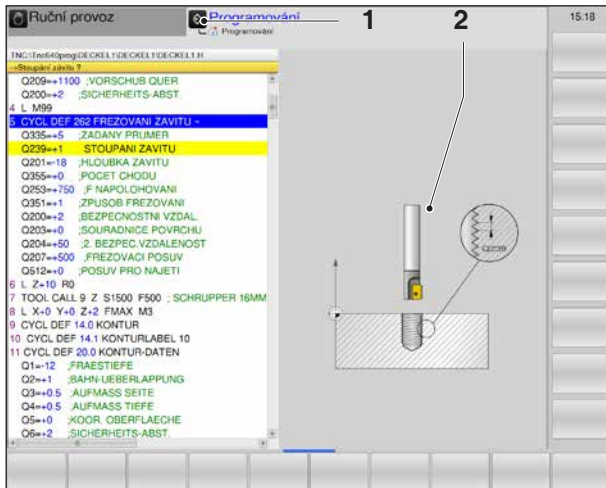 Ruční provoz
Programování
Programování
1
2
15:18
TNC:\Tnc640prog\DECKEL1\DECKEL1\DECKEL1.H
→Stoupání závitu ?
Q209=+1100 ;VORSCHUB QUER
Q200=+2 ;SICHERHEITS-ABST.
4 L M99
5 CYCL DEF 262 FREZOVANI ZAVITU ~
Q335=+5 ;ZADANY PRUMER
Q239=+1 STOUPANI ZAVITU
Q201=-18 ;HLOUBKA ZAVITU
Q355=+0 ;POCET CHODU
Q253=+750 ;F NAPOLOHOVANI
Q351=+1 ;ZPUSOB FREZOVANI
Q200=+2 ;BEZPECNOSTNI VZDAL.
Q203=+0 ;SOURADNICE POVRCHU
Q204=+50 ;2. BEZPEC.VZDALENOST
Q207=+500 ;FREZOVACI POSUV
Q512=+0 ;POSUV PRO NAJETI
6 L Z+10 R0
7 TOOL CALL 9 Z S1500 F500 ; SCHRUPPER 16MM
8 L X+0 Y+0 Z+2 FMAX M3
9 CYCL DEF 14.0 KONTUR
10 CYCL DEF 14.1 KONTURLABEL 10
11 CYCL DEF 20.0 KONTUR-DATEN
Q1=-12 ;FRAESTIEFE
Q2=+1 ;BAHN-UEBERLAPPUNG
Q3=+0.5 ;AUFMASS SEITE
Q4=+0.5 ;AUFMASS TIEFE
Q5=+0 ;KOOR. OBERFLAECHE
Q6=+2 ;SICHERHEITS-ABST.
Q239